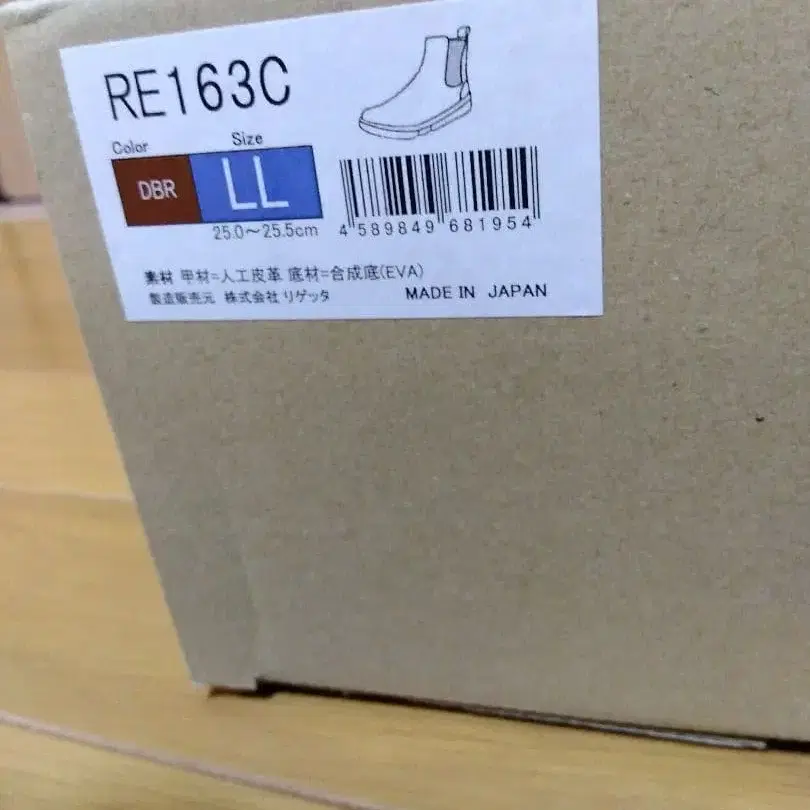 RE163C
Color Size
DBR LL
25.0〜25.5cm
4 589849 681954
素材 甲材=人工皮革 底材=合成底(EVA)
製造販売元 株式会社 リゲッタ MADE IN JAPAN